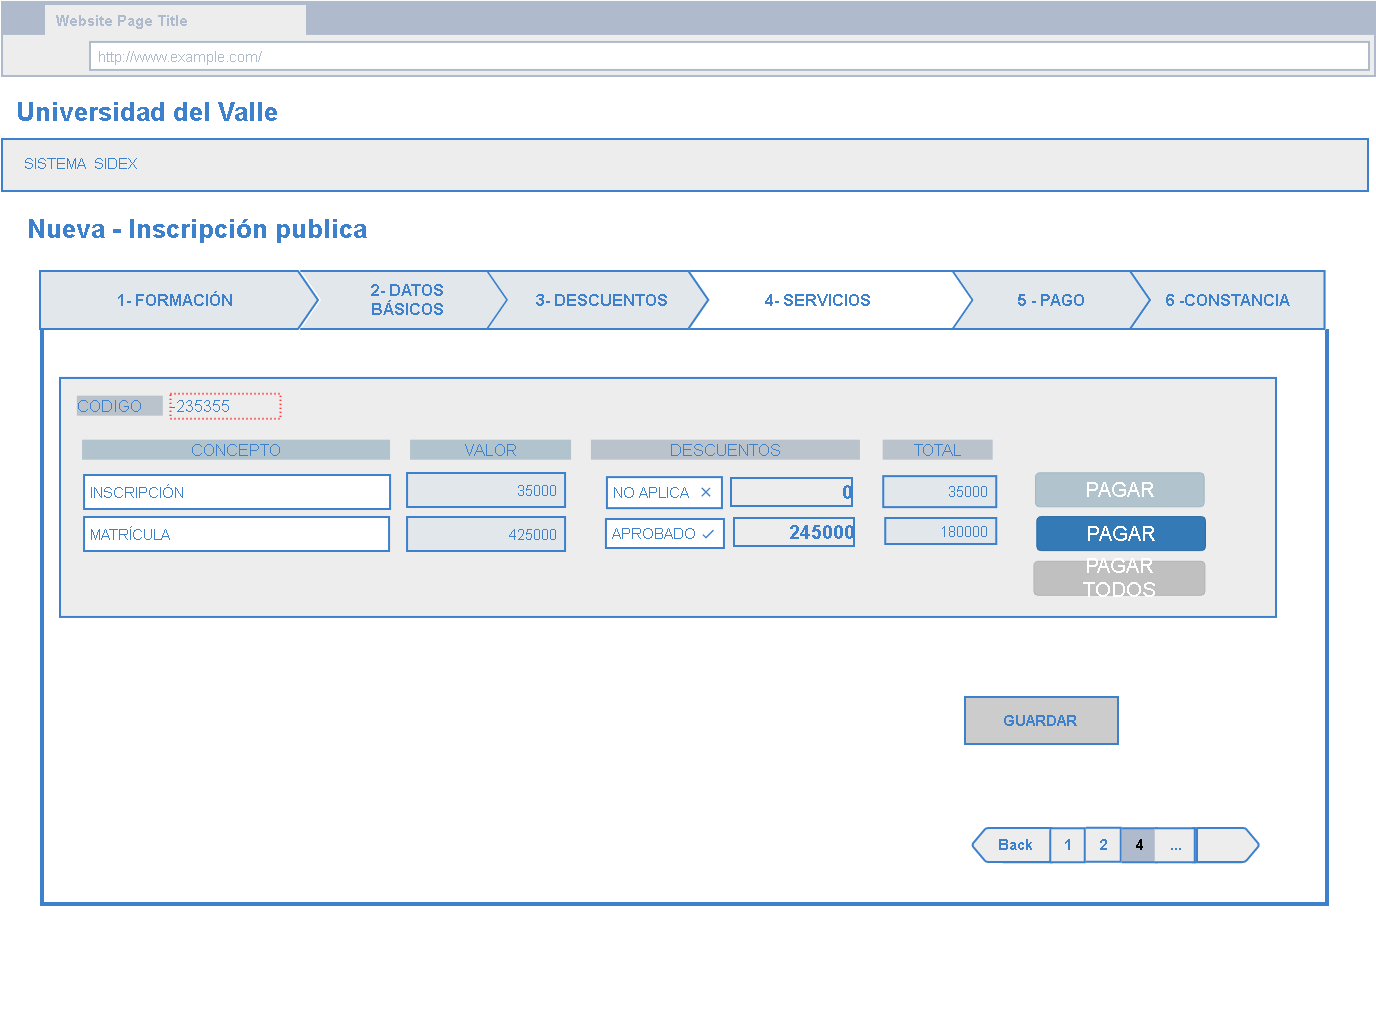 Website Page Title
http://www.example.com/
Universidad del Valle
SISTEMA SIDEX
Nueva - Inscripción publica
1- FORMACIÓN
2- DATOS
BÁSICOS
3- DESCUENTOS
4- SERVICIOS
5 - PAGO
6 -CONSTANCIA
CODIGO -235355
CONCEPTO VALOR DESCUENTOS TOTAL
INSCRIPCIÓN 35000 NO APLICA 0 35000 PAGAR
MATRÍCULA 425000 APROBADO 245000 180000 PAGAR
PAGAR
TODOS
GUARDAR
Back 1 2 4 ...